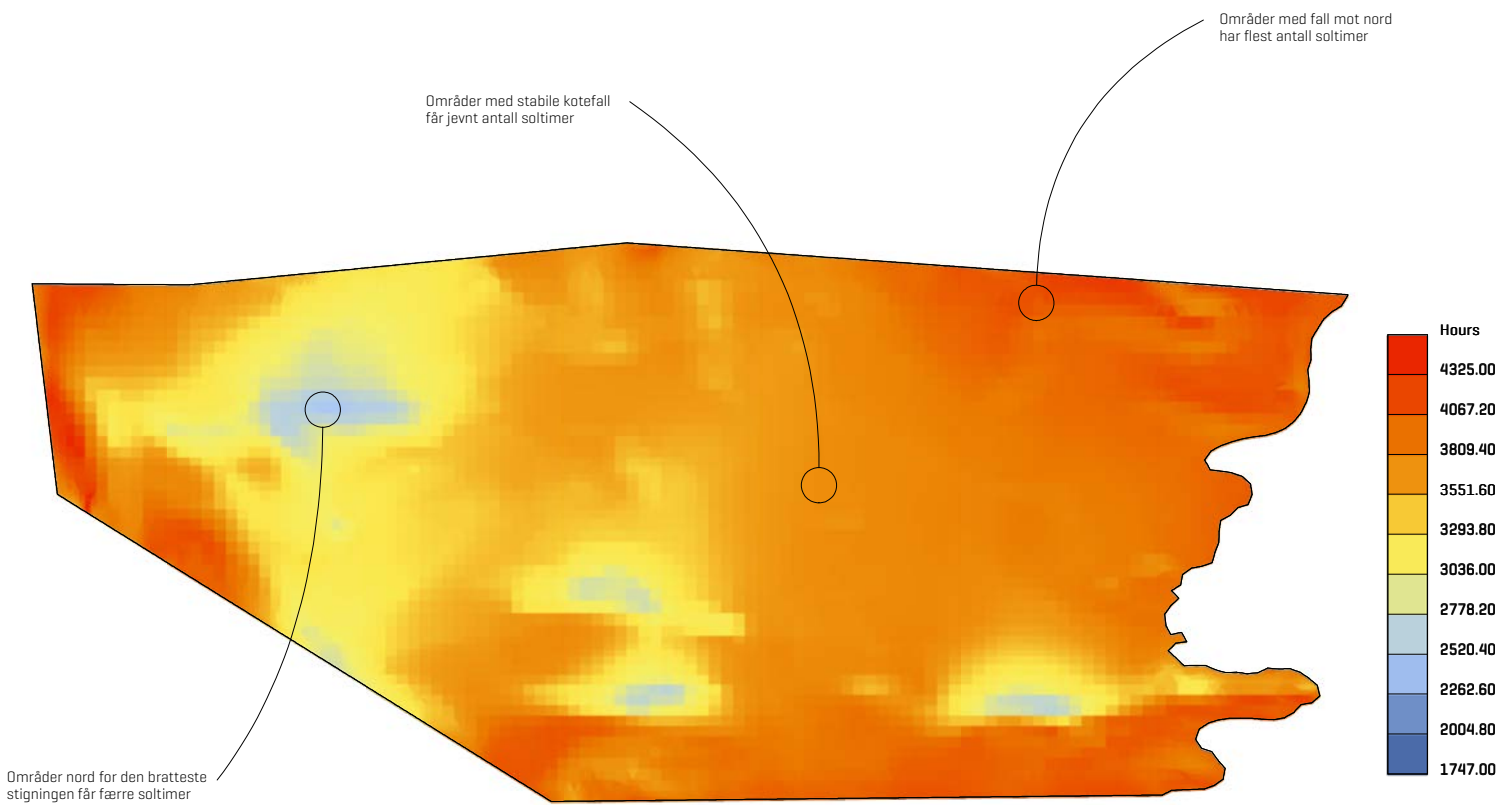 Områder med fall mot nord
har flest antall soltimer
Områder med stabile kotefall
får jevnt antall soltimer
Hours
4325.00
4067.20
3809.40
3551.60
3293.80
3036.00
2778.20
2520.40
2262.60
2004.80
1747.00
Områder nord for den bratteste
stigningen får færre soltimer